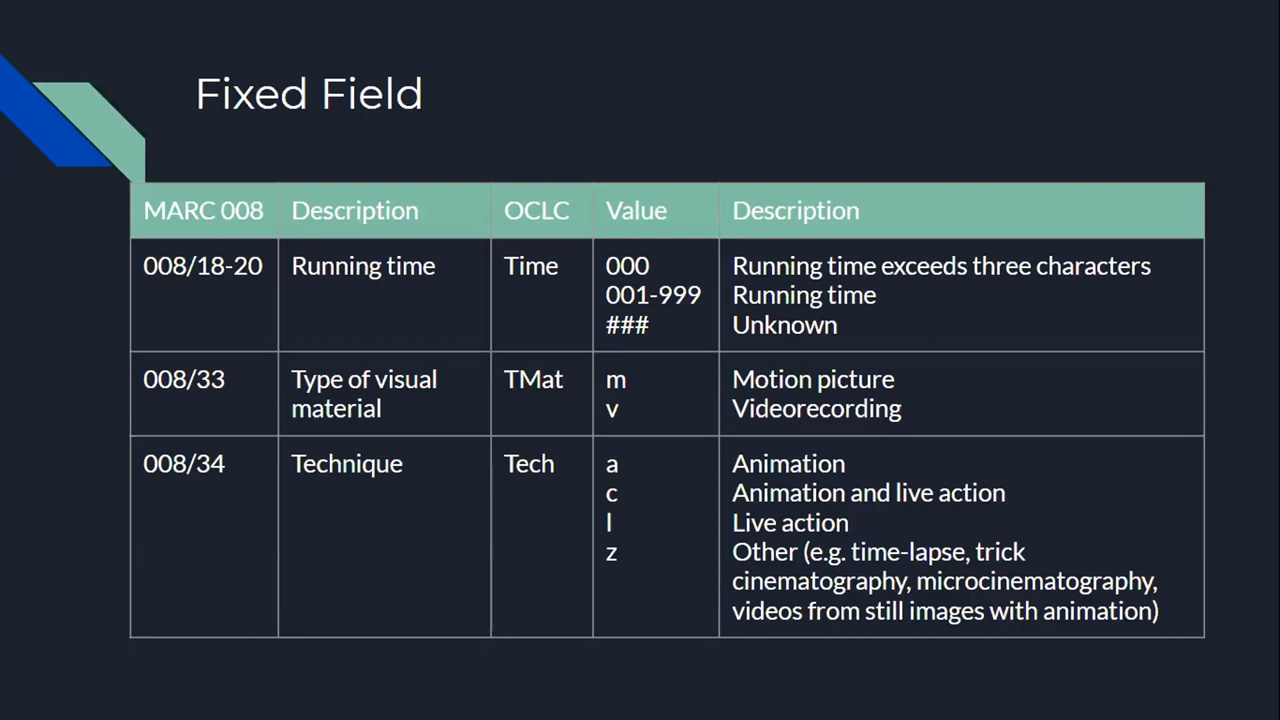 Fixed Field
MARC 008 Description OCLC Value Description
008/18-20 Running time Time 000 Running time exceeds three characters
001-999 Running time
### Unknown
008/33 Type of visual TMat m Motion picture
material v Videorecording
008/34 Technique Tech a Animation
c Animation and live action
l Live action
z Other (e.g. time-lapse, trick
cinematography, microcinematography,
videos from still images with animation)